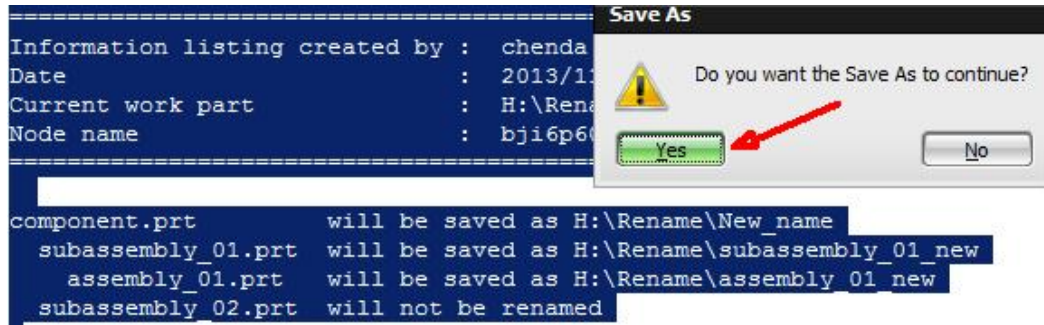 Save As
Information listing created by : chenda
Date : 2013/11
Current work part : H:\Rena
Node name : bji6p60
Do you want the Save As to continue?
Yes
No
component.prt will be saved as H:\Rename\New_name
subassembly_01.prt will be saved as H:\Rename\subassembly_01_new
assembly_01.prt will be saved as H:\Rename\assembly_01_new
subassembly_02.prt will not be renamed